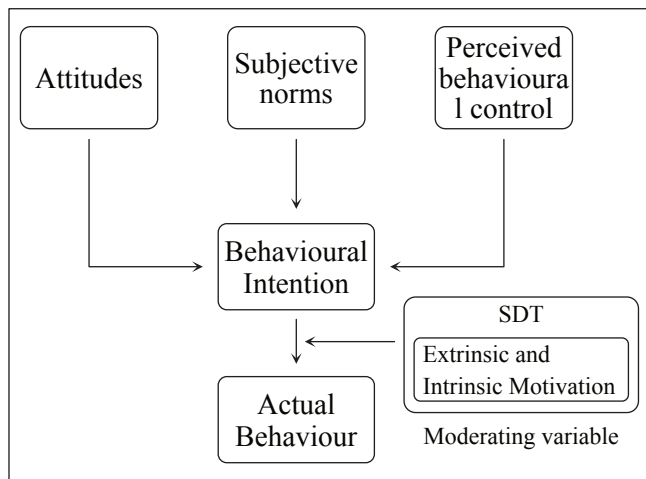 Attitudes
Subjective
norms
Perceived
behavioura
l control
Behavioural
Intention
SDT
Extrinsic and
Intrinsic Motivation
Actual
Behaviour
Moderating variable